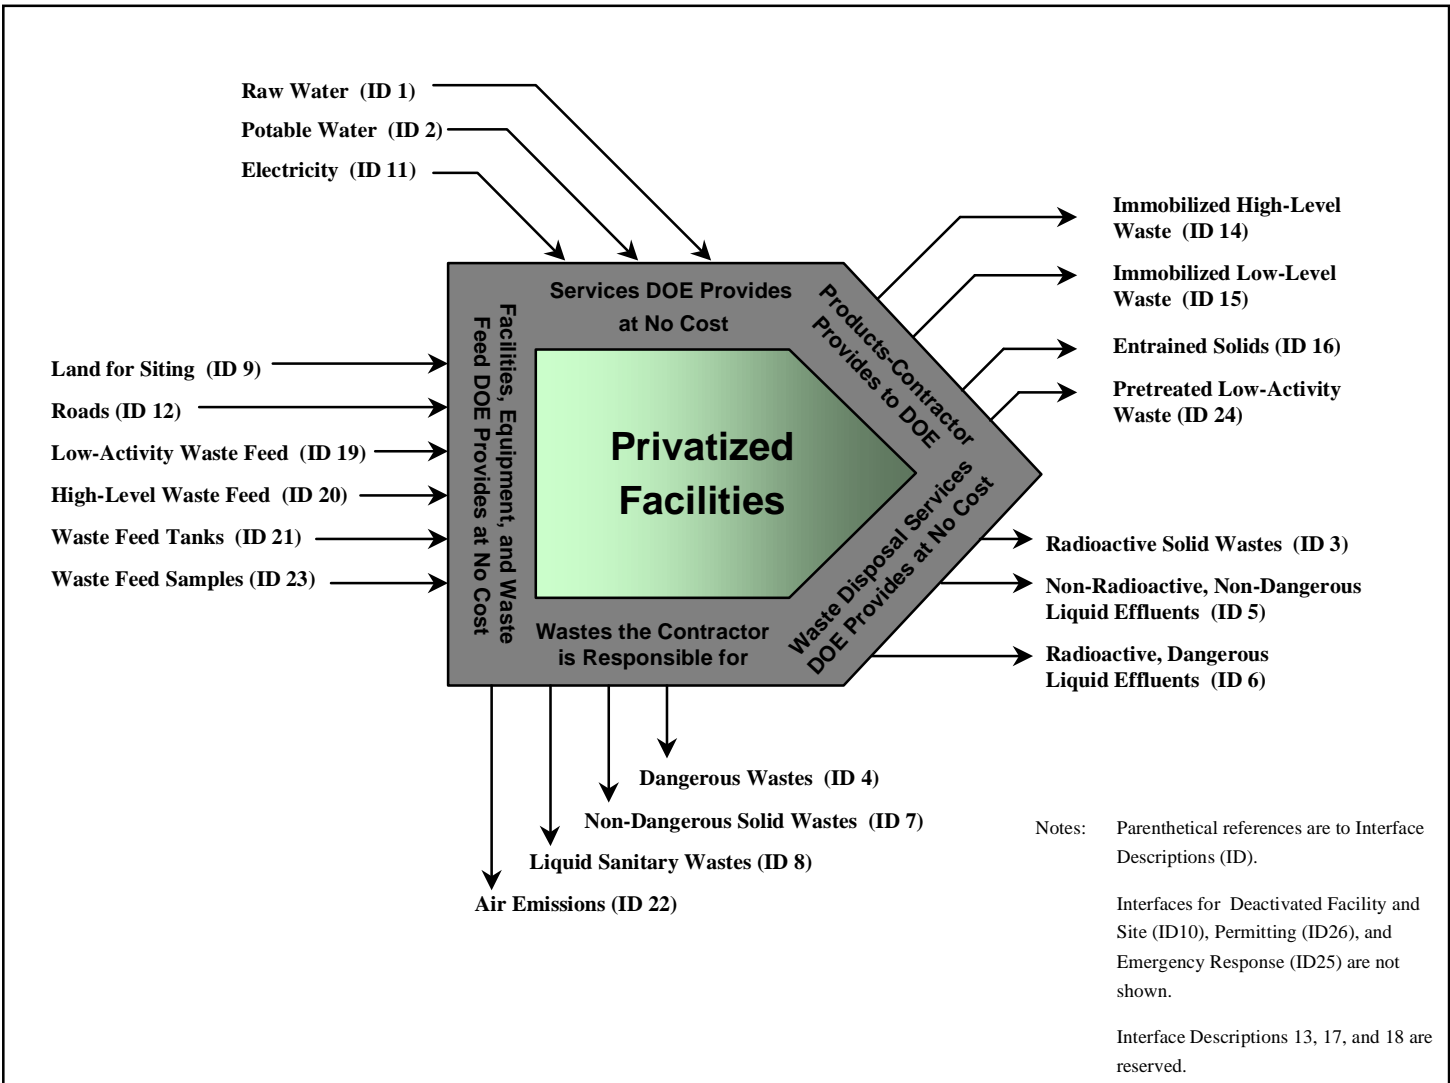 Raw Water (ID 1)
Potable Water (ID 2)
Electricity (ID 11)
Land for Siting (ID 9)
Roads (ID 12)
Low-Activity Waste Feed (ID 19)
High-Level Waste Feed (ID 20)
Waste Feed Tanks (ID 21)
Waste Feed Samples (ID 23)
Services DOE Provides
at No Cost
Facilities, Equipment, and Waste
Feed DOE Provides at No Cost
Privatized
Facilities
Products-Contractor
Provides to DOE
Waste Disposal Services
DOE Provides at No Cost
Wastes the Contractor
is Responsible for
Immobilized High-Level
Waste (ID 14)
Immobilized Low-Level
Waste (ID 15)
Entrained Solids (ID 16)
Pretreated Low-Activity
Waste (ID 24)
Radioactive Solid Wastes (ID 3)
Non-Radioactive, Non-Dangerous
Liquid Effluents (ID 5)
Radioactive, Dangerous
Liquid Effluents (ID 6)
Dangerous Wastes (ID 4)
Non-Dangerous Solid Wastes (ID 7)
Liquid Sanitary Wastes (ID 8)
Air Emissions (ID 22)
Notes: Parenthetical references are to Interface
Descriptions (ID).
Interfaces for Deactivated Facility and
Site (ID10), Permitting (ID26), and
Emergency Response (ID25) are not
shown.
Interface Descriptions 13, 17, and 18 are
reserved.